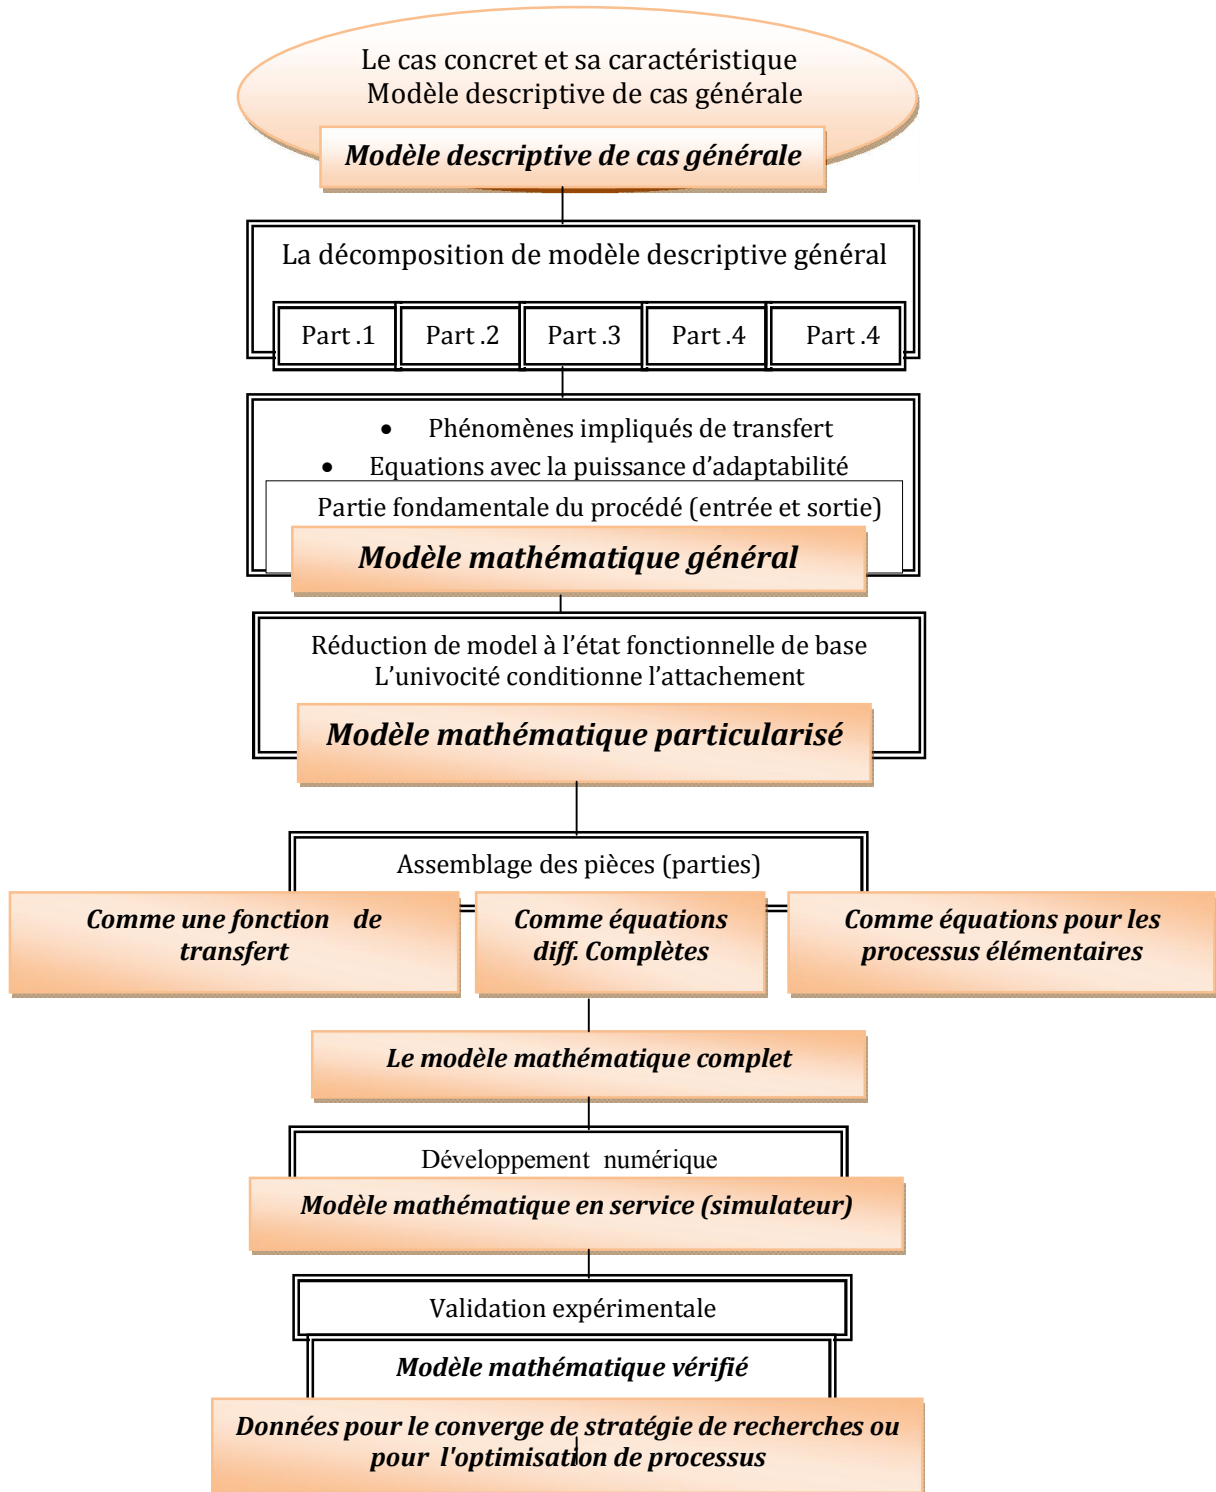 Le cas concret et sa caractéristique
Modèle descriptive de cas générale
Modèle descriptive de cas générale
La décomposition de modèle descriptive général
Part .1
Part .2
Part .3
Part .4
Part .4
• Phénomènes impliqués de transfert
• Equations avec la puissance d’adaptabilité
Partie fondamentale du procédé (entrée et sortie)
Modèle mathématique général
Réduction de model à l’état fonctionnelle de base
L’univocité conditionne l’attachement
Modèle mathématique particularisé
Assemblage des pièces (parties)
Comme une fonction de
transfert
Comme équations
diff. Complètes
Comme équations pour les
processus élémentaires
Le modèle mathématique complet
Développement numérique
Modèle mathématique en service (simulateur)
Validation expérimentale
Modèle mathématique vérifié
Données pour le converge de stratégie de recherches ou
pour l'optimisation de processus